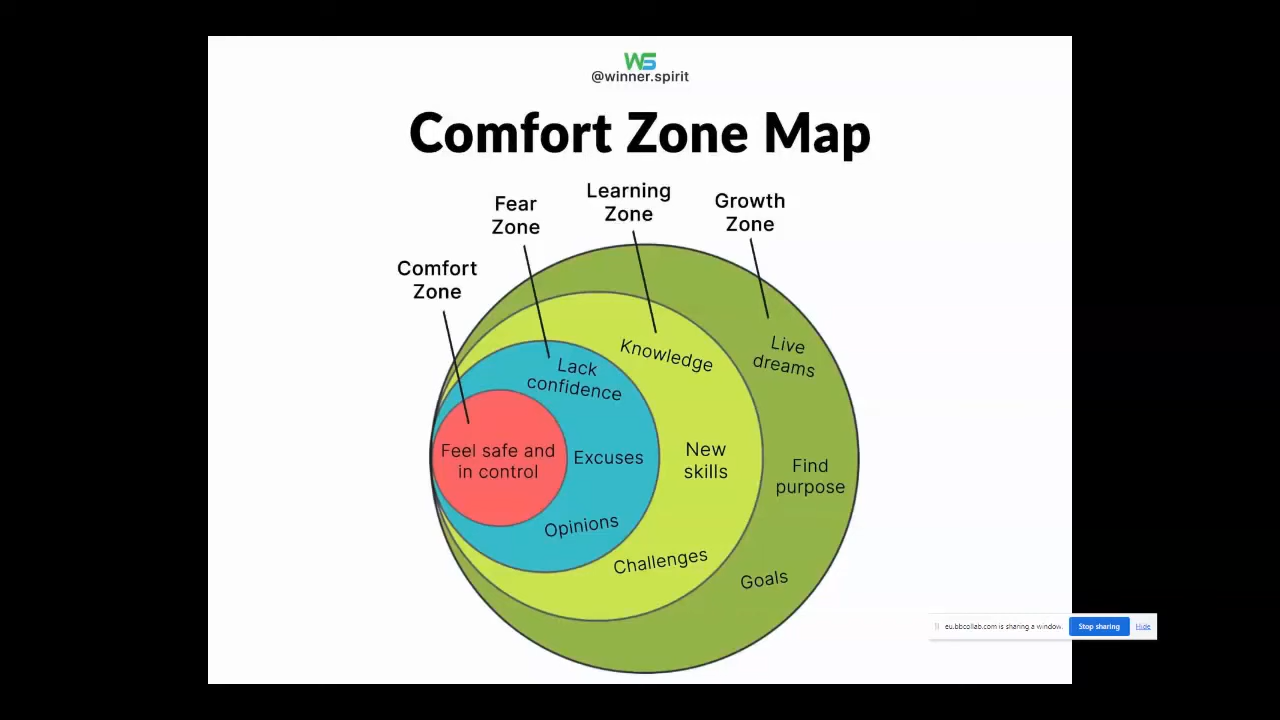 WS
@winner.spirit
Comfort Zone Map
Comfort
Zone
Fear
Zone
Learning
Zone
Growth
Zone
Feel safe and
in control
Lack
confidence
Excuses
Opinions
Knowledge
New
skills
Challenges
Live
dreams
Find
purpose
Goals
eu.bbcollab.com is sharing a window.
Stop sharing
Hide